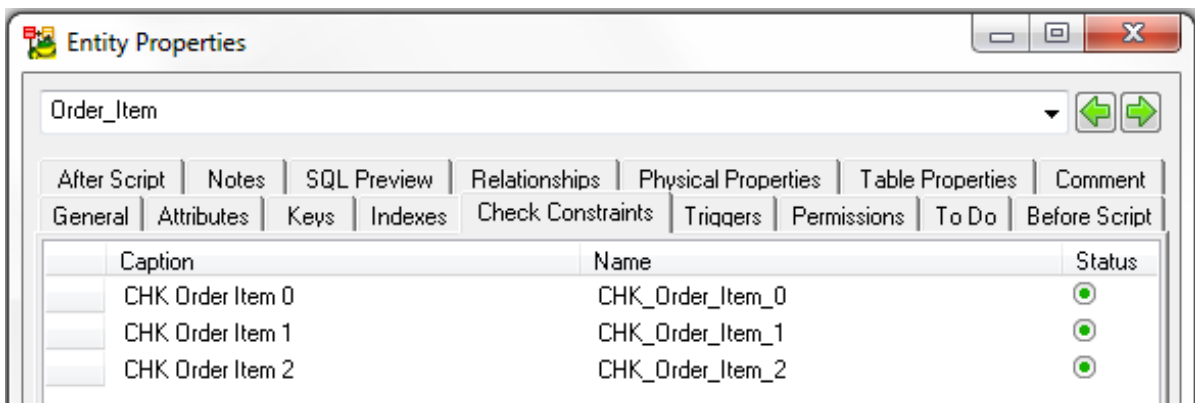 Entity Properties
Order_Item
After Script Notes SQL Preview Relationships Physical Properties Table Properties Comment
General Attributes Keys Indexes Check Constraints Triggers Permissions To Do Before Script
Caption Name Status
CHK Order Item 0 CHK_Order_Item_0
CHK Order Item 1 CHK_Order_Item_1
CHK Order Item 2 CHK_Order_Item_2